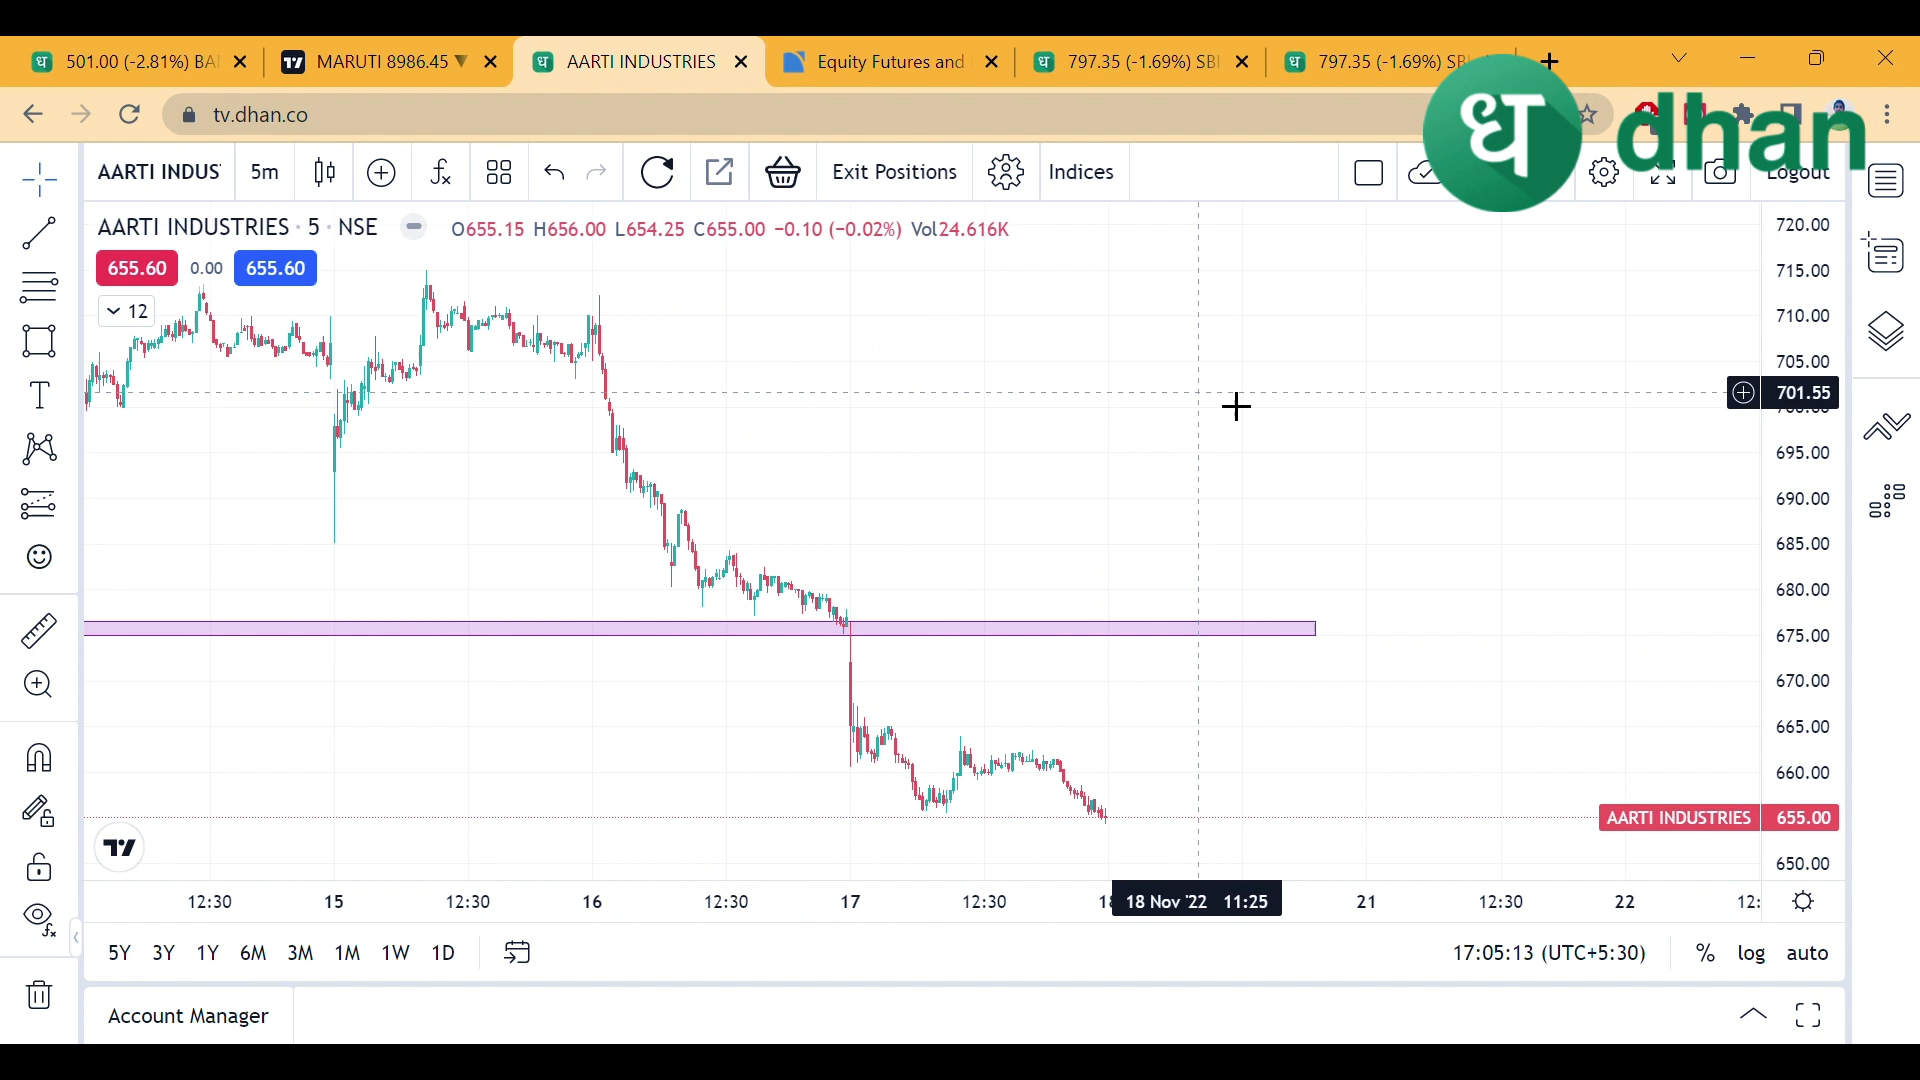 501.00 (-2.81%) BA
MARUTI 8986.45
AARTI INDUSTRIES
Equity Futures and
797.35 (-1.69%) SBI
797.35 (-1.69%) SBI
tv.dhan.co
ध dhan
AARTI INDUS
5m
Exit Positions
Indices
Logout
AARTI INDUSTRIES · 5 · NSE
O655.15 H656.00 L654.25 C655.00 −0.10 (−0.02%) Vol24.616K
655.60 0.00 655.60
12
720.00
715.00
710.00
705.00
701.55
695.00
690.00
685.00
680.00
675.00
670.00
665.00
660.00
AARTI INDUSTRIES 655.00
650.00
12:30 15 12:30 16 12:30 17 12:30 18 Nov '22 11:25 21 12:30 22 12:
5Y 3Y 1Y 6M 3M 1M 1W 1D
17:05:13 (UTC+5:30) % log auto
Account Manager